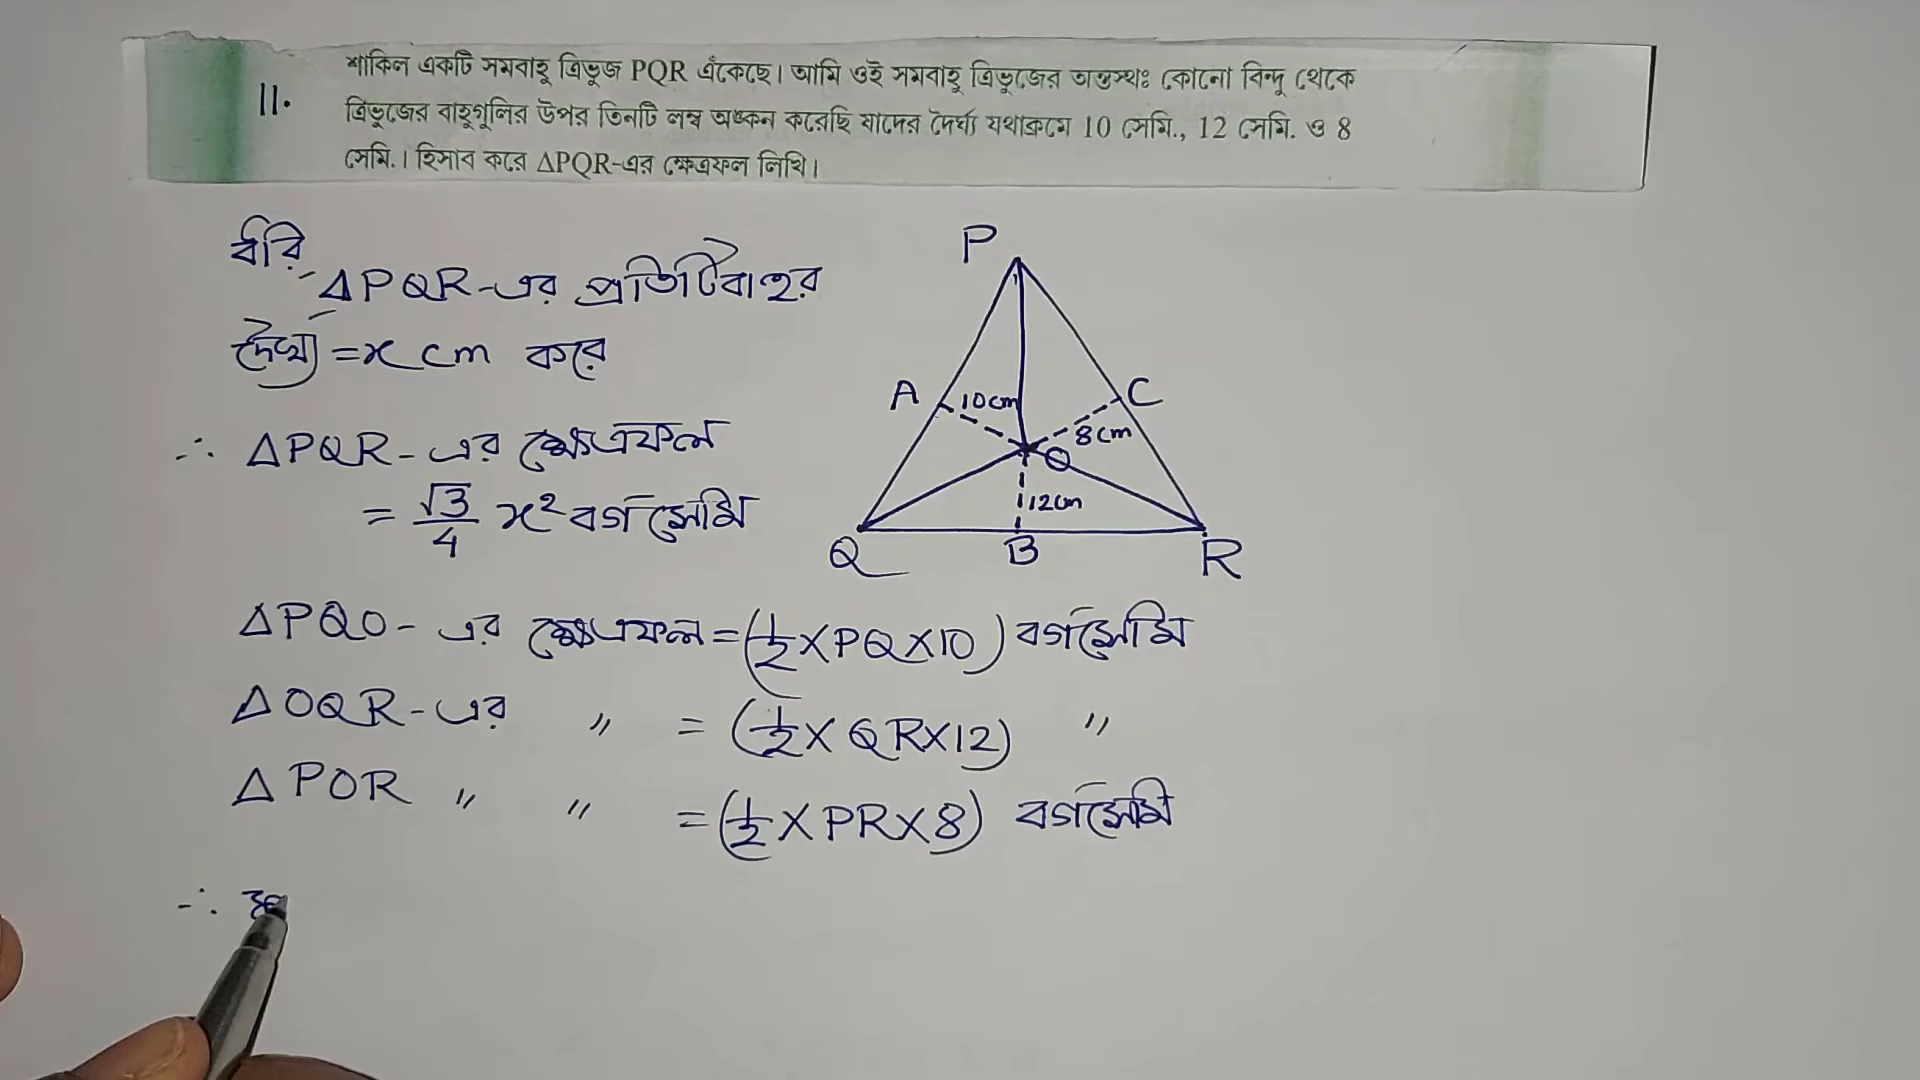 11. শাকিল একটি সমবাহু ত্রিভুজ PQR এঁকেছে। আমি ওই সমবাহু ত্রিভুজের অন্তস্থঃ কোনো বিন্দু থেকে
ত্রিভুজের বাহুগুলির উপর তিনটি লম্ব অঙ্কন করেছি যাদের দৈর্ঘ্য যথাক্রমে 10 সেমি., 12 সেমি. ও 8
সেমি.। হিসাব করে ΔPQR-এর ক্ষেত্রফল লিখি।
ধরি,
ΔPQR-এর প্রতিটিবাহুর
দৈর্ঘ্য =x cm করে
∴ ΔPQR-এর ক্ষেত্রফল
= √3/4 x² বর্গসেমি
P
A 10cm C
8cm
O
12cm
Q B R
ΔPQO-এর ক্ষেত্রফল=(1/2×PQ×10) বর্গসেমি
ΔOQR-এর " = (1/2×QR×12) "
ΔPOR " " =(1/2×PR×8) বর্গসেমি
∴